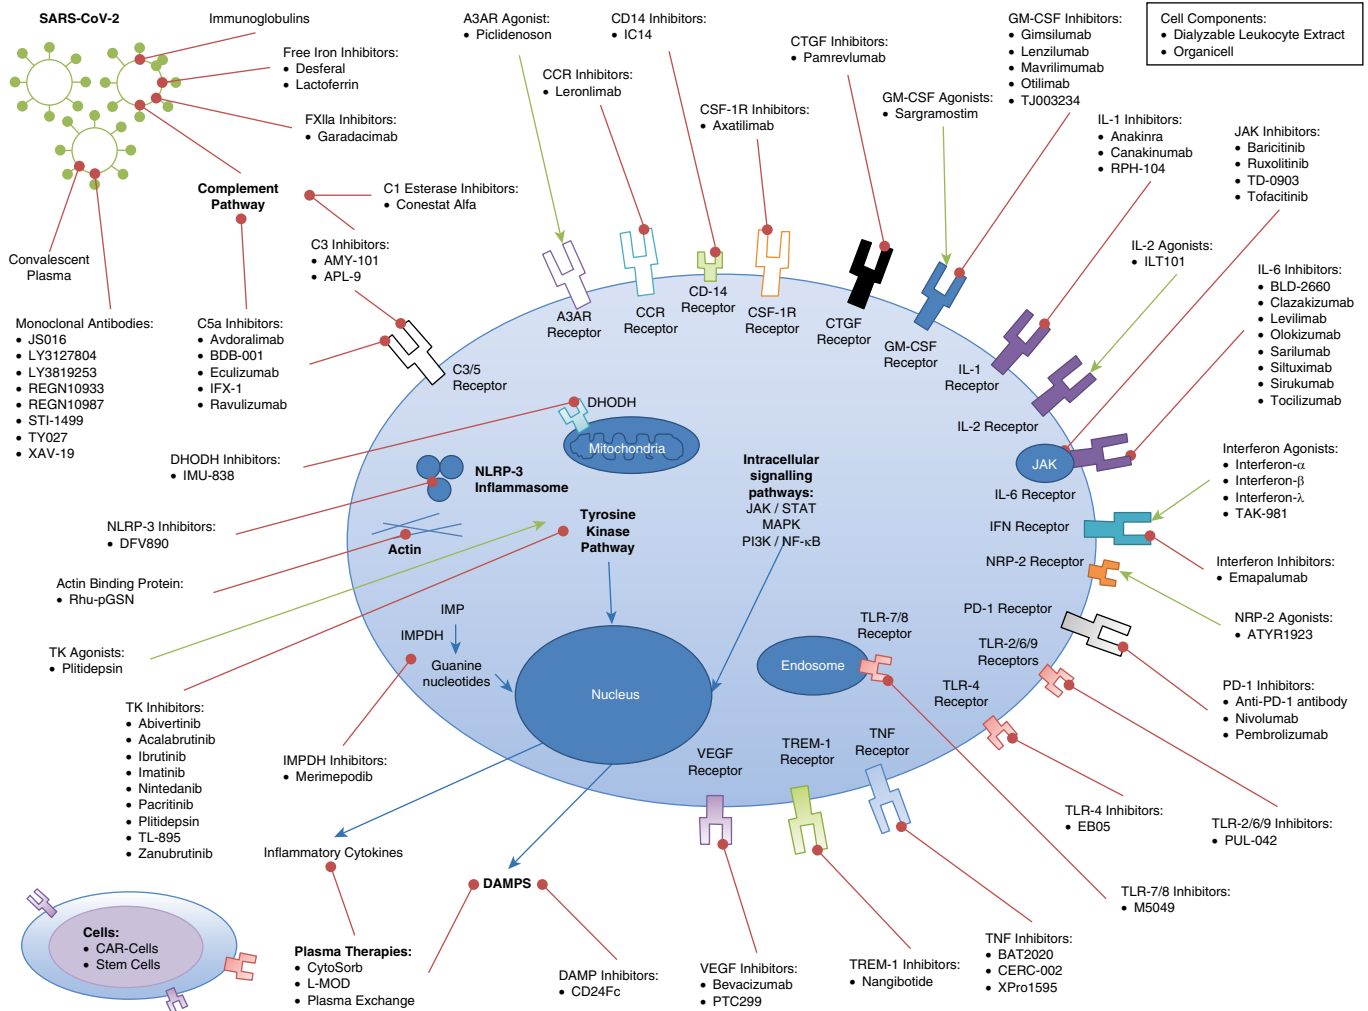 SARS-CoV-2
Immunoglobulins
Free Iron Inhibitors:
• Desferal
• Lactoferrin
FXIIa Inhibitors:
• Garadacimab
Complement
Pathway
C1 Esterase Inhibitors:
• Conestat Alfa
C3 Inhibitors:
• AMY-101
• APL-9
Convalescent
Plasma
Monoclonal Antibodies:
• JS016
• LY3127804
• LY3819253
• REGN10933
• REGN10987
• STI-1499
• TY027
• XAV-19
C5a Inhibitors:
• Avdoralimab
• BDB-001
• Eculizumab
• IFX-1
• Ravulizumab
A3AR Agonist:
• Piclidenoson
CCR Inhibitors:
• Leronlimab
CD14 Inhibitors:
• IC14
CSF-1R Inhibitors:
• Axatilimab
CTGF Inhibitors:
• Pamrevlumab
GM-CSF Agonists:
• Sargramostim
GM-CSF Inhibitors:
• Gimsilumab
• Lenzilumab
• Mavrilimumab
• Otilimab
• TJ003234
Cell Components:
• Dialyzable Leukocyte Extract
• Organicell
IL-1 Inhibitors:
• Anakinra
• Canakinumab
• RPH-104
JAK Inhibitors:
• Baricitinib
• Ruxolitinib
• TD-0903
• Tofacitinib
IL-2 Agonists:
• ILT101
IL-6 Inhibitors:
• BLD-2660
• Clazakizumab
• Levilimab
• Olokizumab
• Sarilumab
• Siltuximab
• Sirukumab
• Tocilizumab
A3AR
Receptor
CCR
Receptor
CD-14
Receptor
CSF-1R
Receptor
CTGF
Receptor
GM-CSF
Receptor
IL-1
Receptor
IL-2 Receptor
C3/5
Receptor
DHODH
Mitochondria
DHODH Inhibitors:
• IMU-838
NLRP-3
Inflammasome
Intracellular
signalling
pathways:
JAK / STAT
MAPK
PI3K / NF-κB
JAK
IL-6 Receptor
Interferon Agonists:
• Interferon-α
• Interferon-β
• Interferon-λ
• TAK-981
NLRP-3 Inhibitors:
• DFV890
Actin
Tyrosine
Kinase
Pathway
IFN Receptor
NRP-2 Receptor
Interferon Inhibitors:
• Emapalumab
Actin Binding Protein:
• Rhu-pGSN
IMP
IMPDH
Guanine
nucleotides
PD-1 Receptor
NRP-2 Agonists:
• ATYR1923
TK Agonists:
• Plitidepsin
TLR-7/8
Receptor
Endosome
TLR-2/6/9
Receptors
TLR-4
Receptor
PD-1 Inhibitors:
• Anti-PD-1 antibody
• Nivolumab
• Pembrolizumab
Nucleus
TK Inhibitors:
• Abivertinib
• Acalabrutinib
• Ibrutinib
• Imatinib
• Nintedanib
• Pacritinib
• Plitidepsin
• TL-895
• Zanubrutinib
IMPDH Inhibitors:
• Merimepodib
VEGF
Receptor
TREM-1
Receptor
TNF
Receptor
TLR-4 Inhibitors:
• EB05
TLR-2/6/9 Inhibitors:
• PUL-042
Inflammatory Cytokines
DAMPS
TLR-7/8 Inhibitors:
• M5049
Cells:
• CAR-Cells
• Stem Cells
Plasma Therapies:
• CytoSorb
• L-MOD
• Plasma Exchange
DAMP Inhibitors:
• CD24Fc
VEGF Inhibitors:
• Bevacizumab
• PTC299
TREM-1 Inhibitors:
• Nangibotide
TNF Inhibitors:
• BAT2020
• CERC-002
• XPro1595